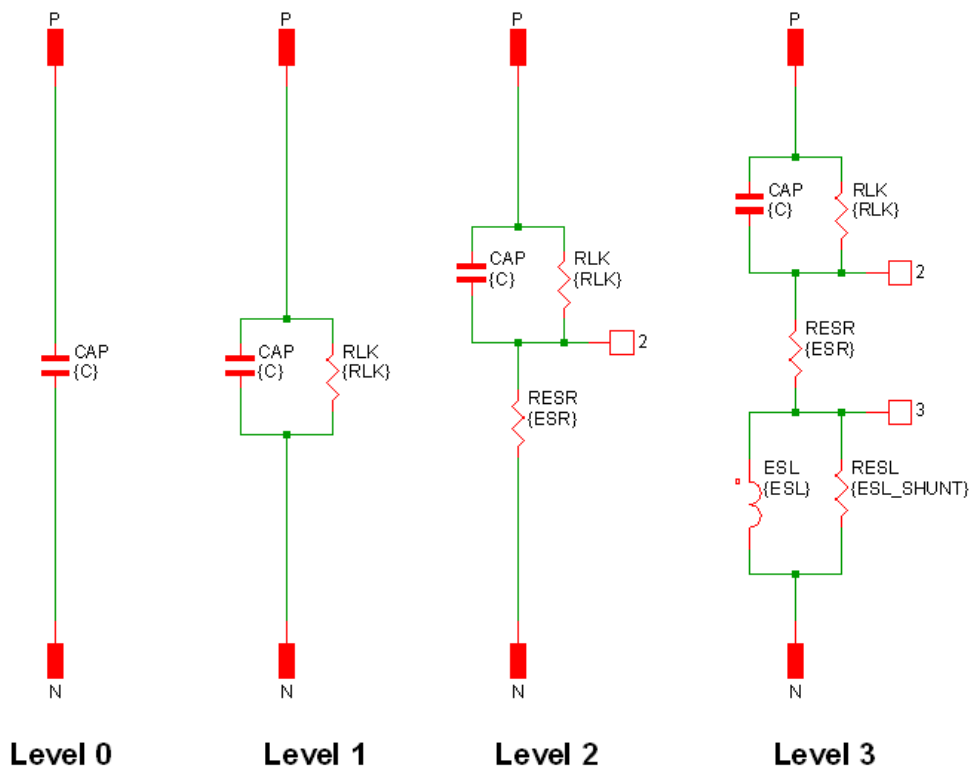 P
CAP
{C}
N
Level 0
P
CAP
{C}
RLK
{RLK}
N
Level 1
P
CAP
{C}
RLK
{RLK}
2
RESR
{ESR}
N
Level 2
P
CAP
{C}
RLK
{RLK}
2
RESR
{ESR}
3
ESL
{ESL}
RESL
{ESL_SHUNT}
N
Level 3